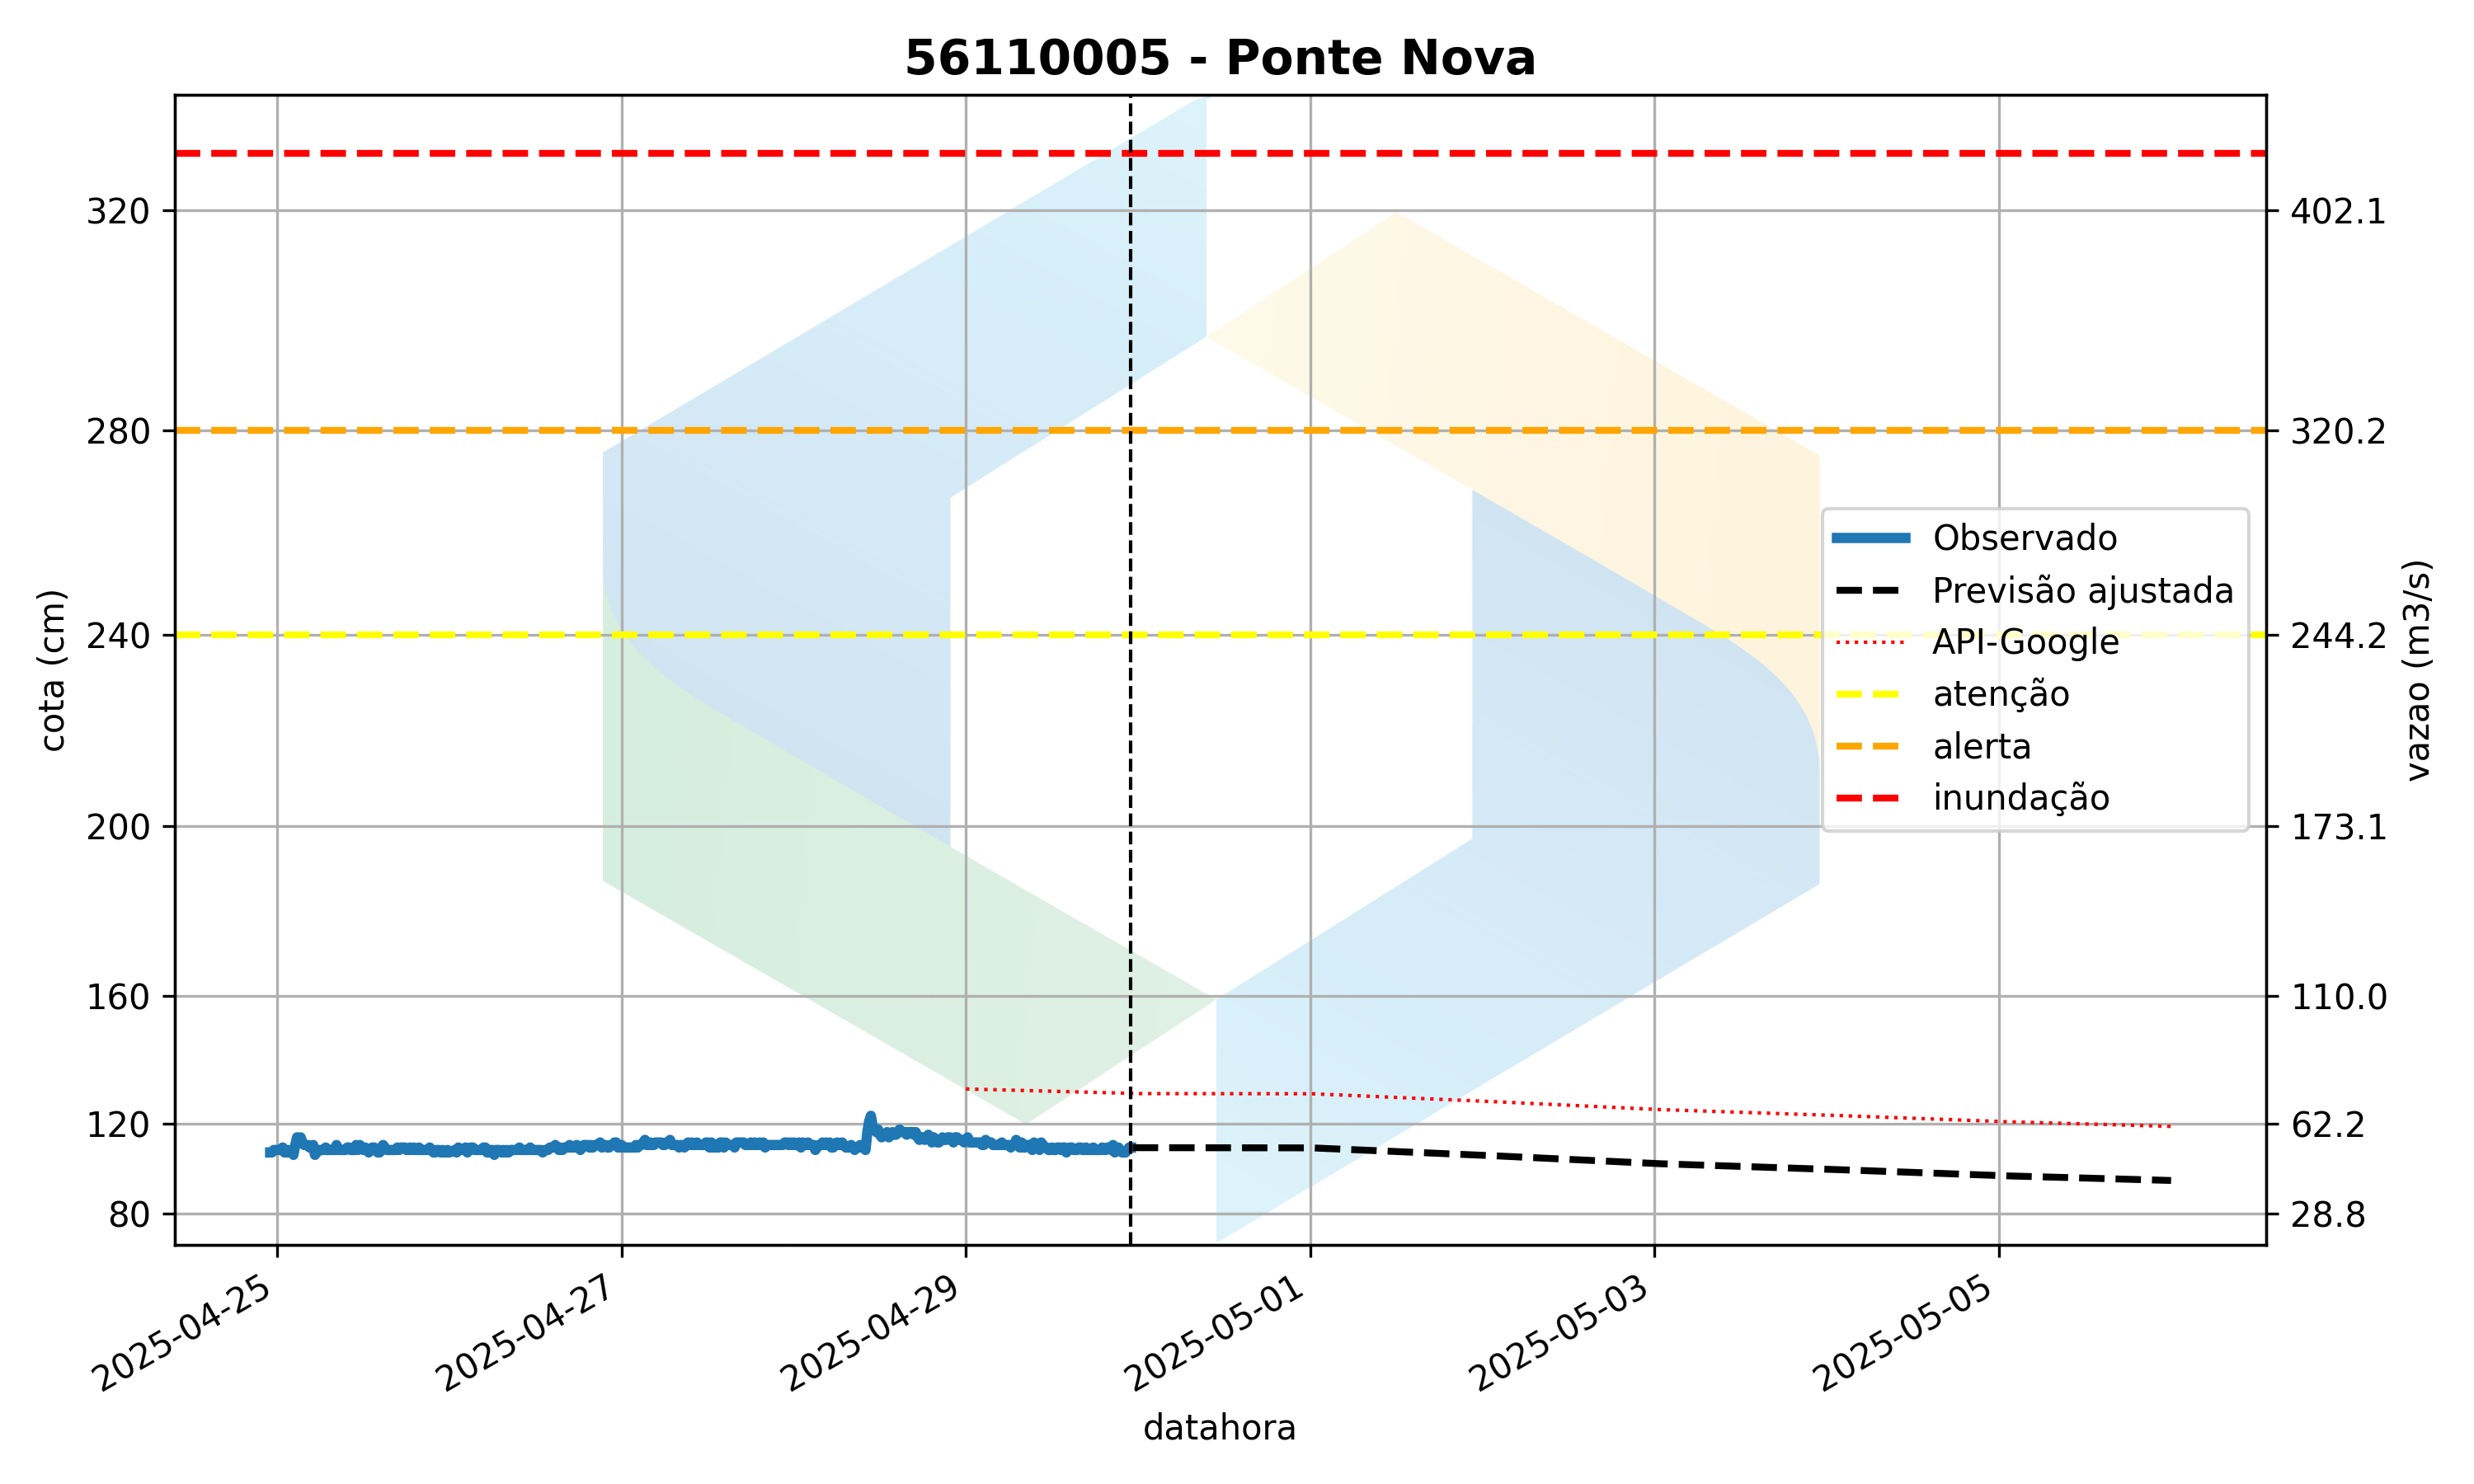 56110005 - Ponte Nova
320
280
240
200
160
120
80
cota (cm)
402.1
320.2
244.2
173.1
110.0
62.2
28.8
vazao (m3/s)
Observado
Previsão ajustada
API-Google
atenção
alerta
inundação
2025-04-25
2025-04-27
2025-04-29
2025-05-01
2025-05-03
2025-05-05
datahora